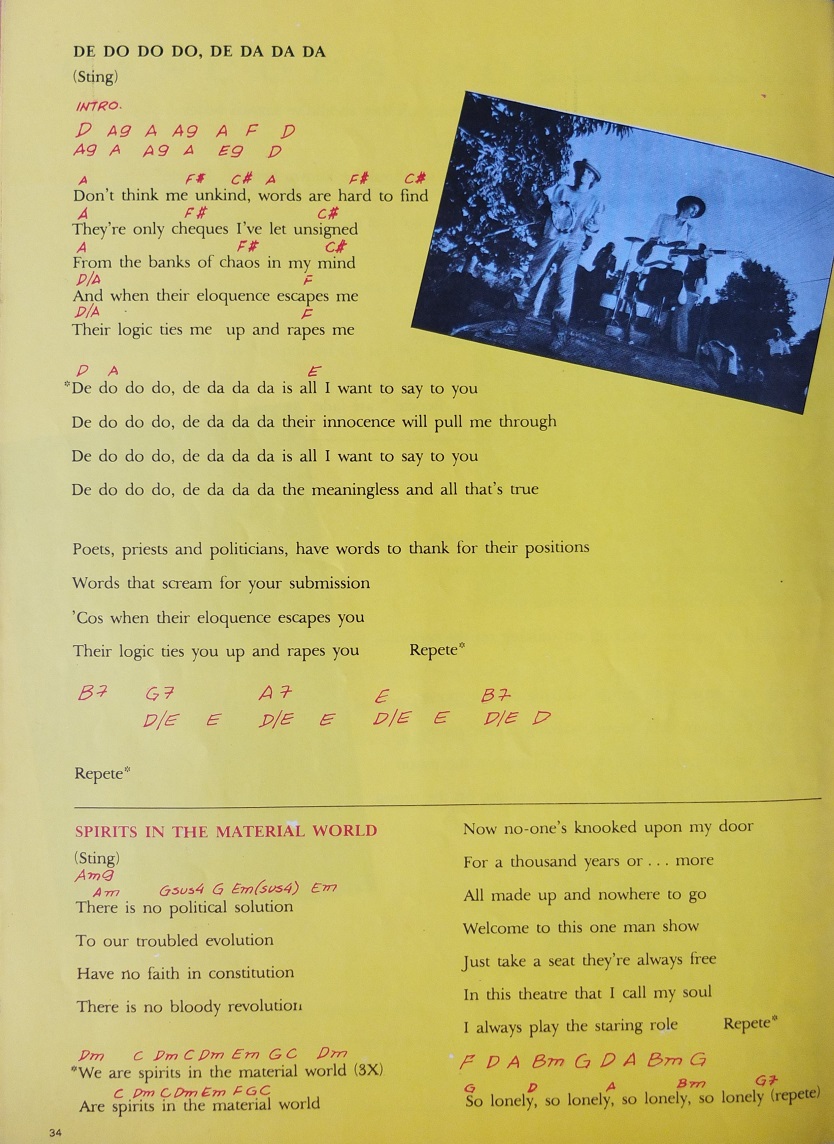 DE DO DO DO, DE DA DA DA
(Sting)
INTRO.
D A9 A A9 A F D
A9 A A9 A E9 D
A F# C# A F# C#
Don't think me unkind, words are hard to find
A F# C#
They're only cheques I've let unsigned
A F# C#
From the banks of chaos in my mind
D/A F
And when their eloquence escapes me
D/A F
Their logic ties me up and rapes me
D A E
*De do do do, de da da da is all I want to say to you
De do do do, de da da da their innocence will pull me through
De do do do, de da da da is all I want to say to you
De do do do, de da da da the meaningless and all that's true
Poets, priests and politicians, have words to thank for their positions
Words that scream for your submission
'Cos when their eloquence escapes you
Their logic ties you up and rapes you Repete*
B7 G7 A7 E B7
D/E E D/E E D/E E D/E D
Repete*
SPIRITS IN THE MATERIAL WORLD
(Sting)
Am9
Am Gsus4 G Em(sus4) Em
There is no political solution
To our troubled evolution
Have no faith in constitution
There is no bloody revolution
Dm C Dm C Dm Em G C Dm
*We are spirits in the material world (3X)
C Dm C Dm Em F G C
Are spirits in the material world
34
Now no-one's knooked upon my door
For a thousand years or . . . more
All made up and nowhere to go
Welcome to this one man show
Just take a seat they're always free
In this theatre that I call my soul
I always play the staring role Repete*
F D A Bm G D A Bm G
G D A Bm G7
So lonely, so lonely, so lonely, so lonely (repete)